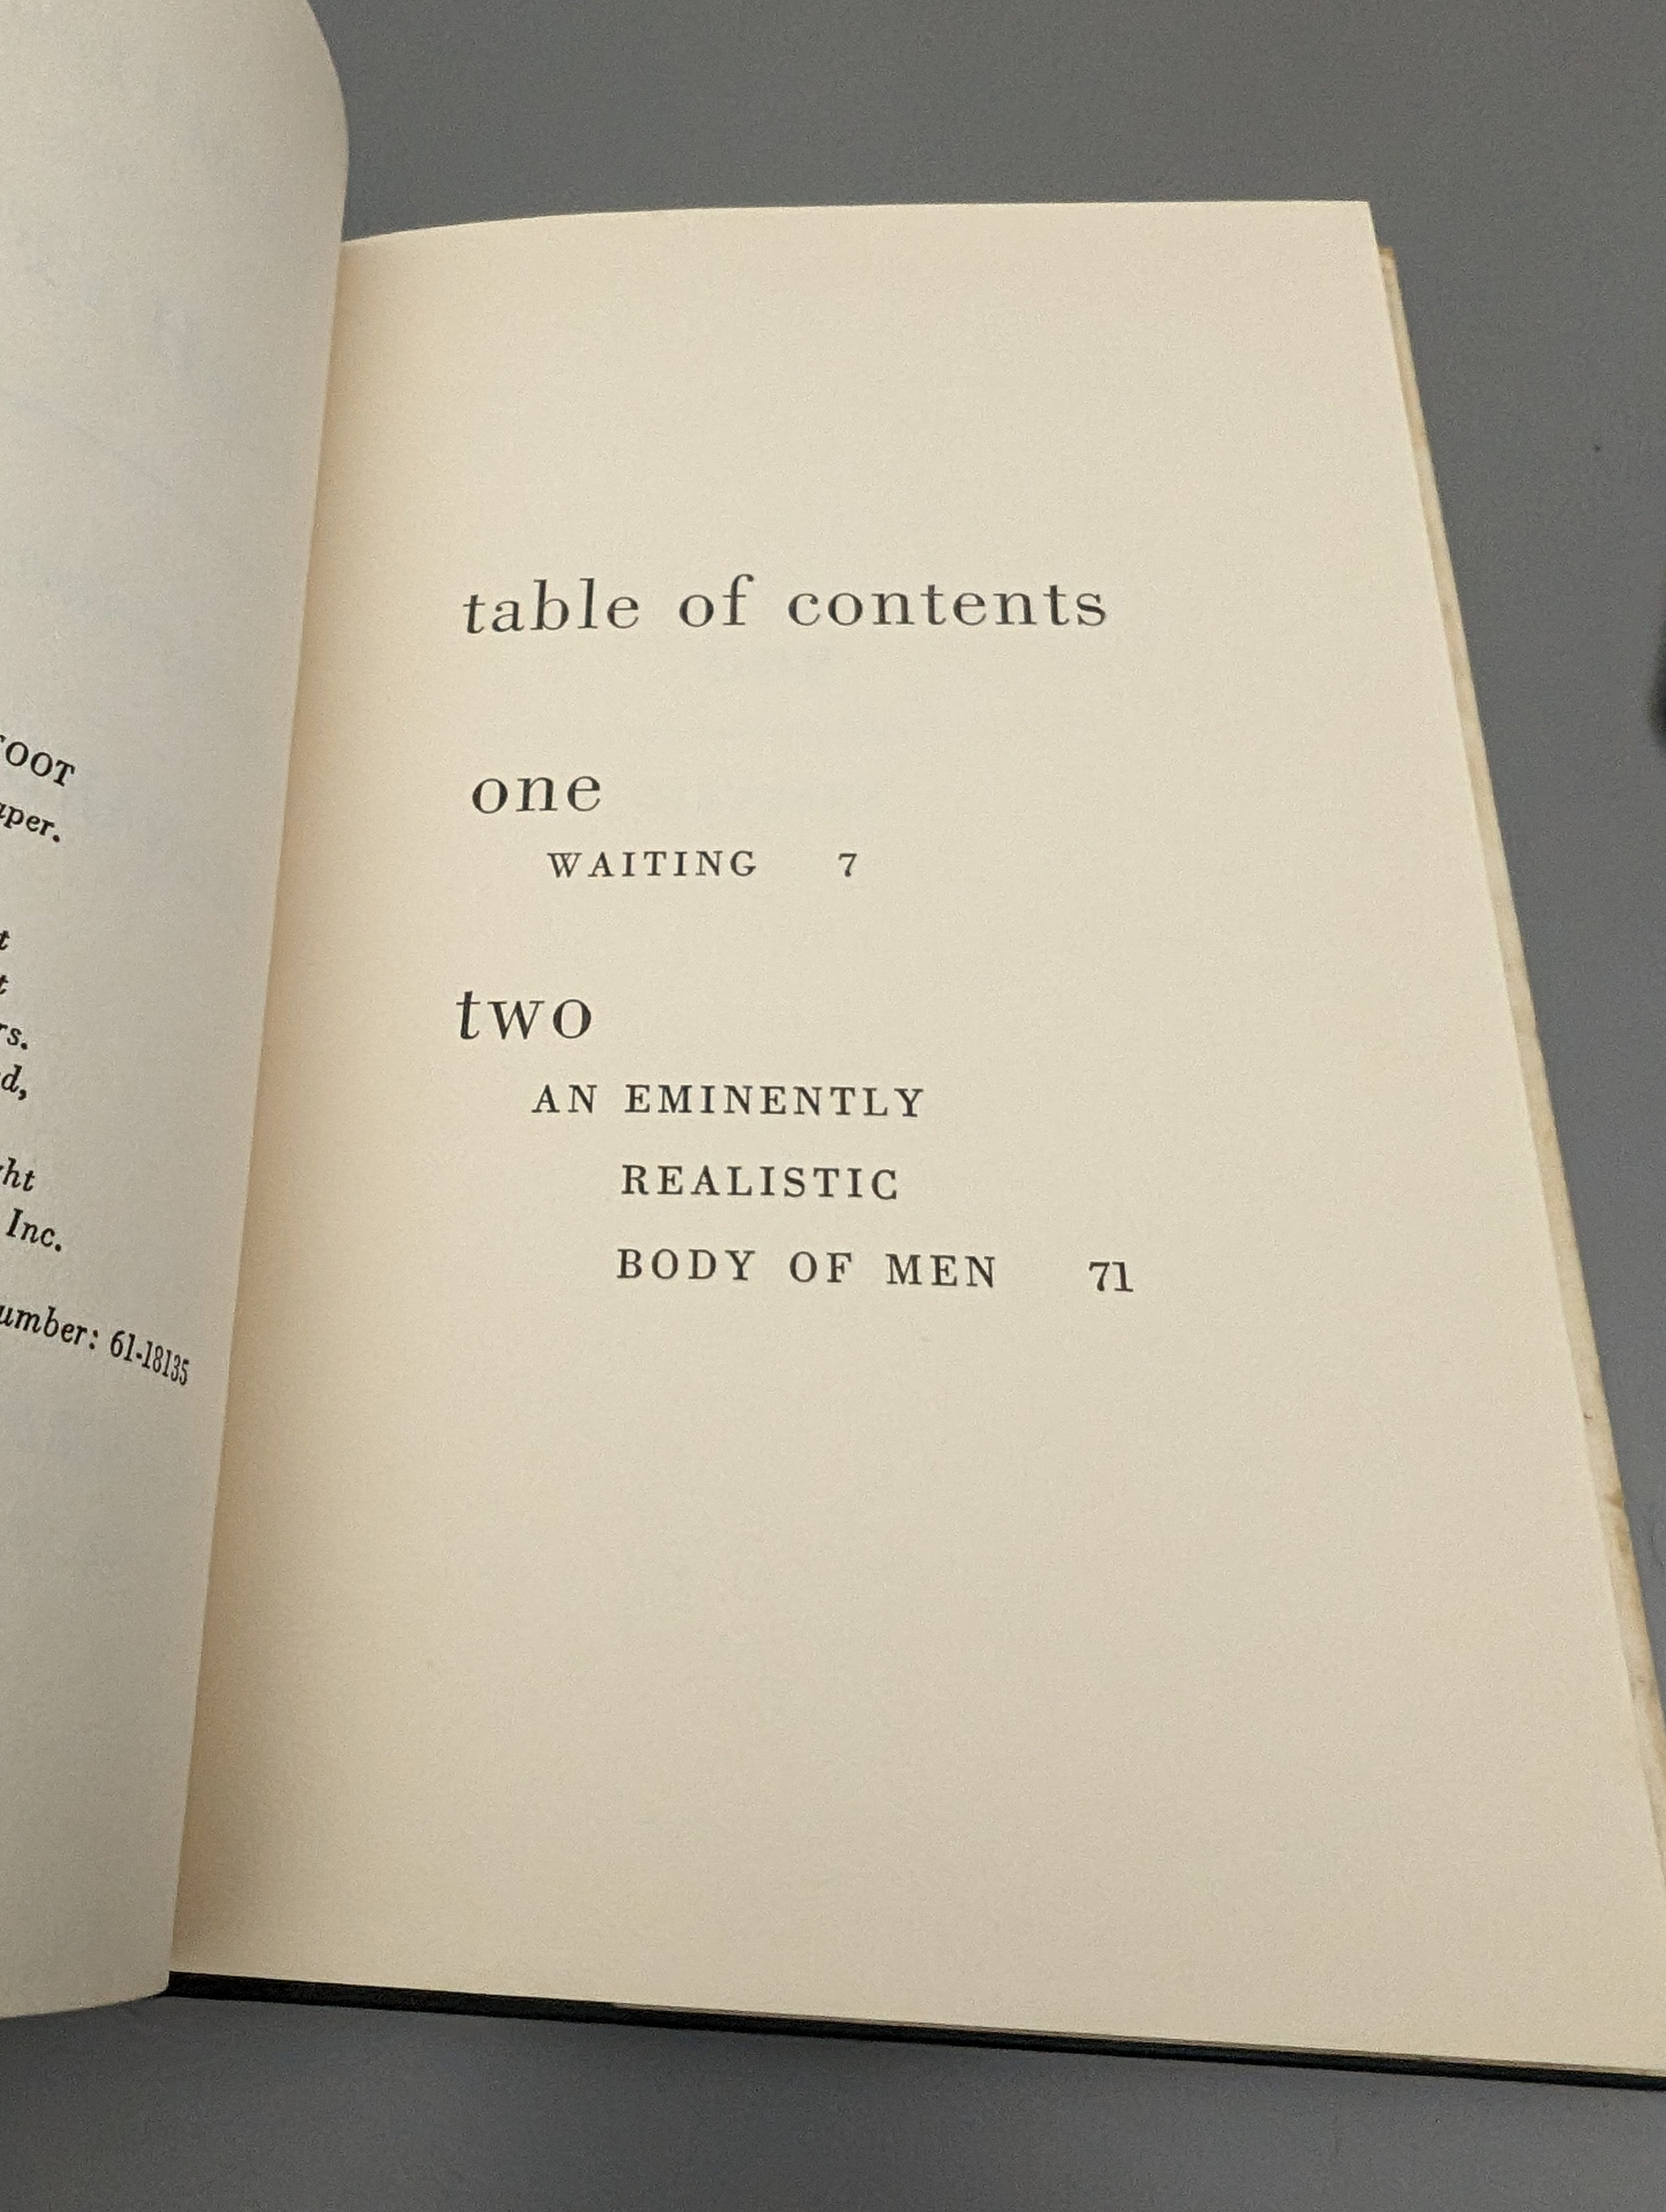 OOT
aper.
t
t
rs.
d,
ht
Inc.
umber: 61-18135
table of contents
one
WAITING 7
two
AN EMINENTLY
REALISTIC
BODY OF MEN 71